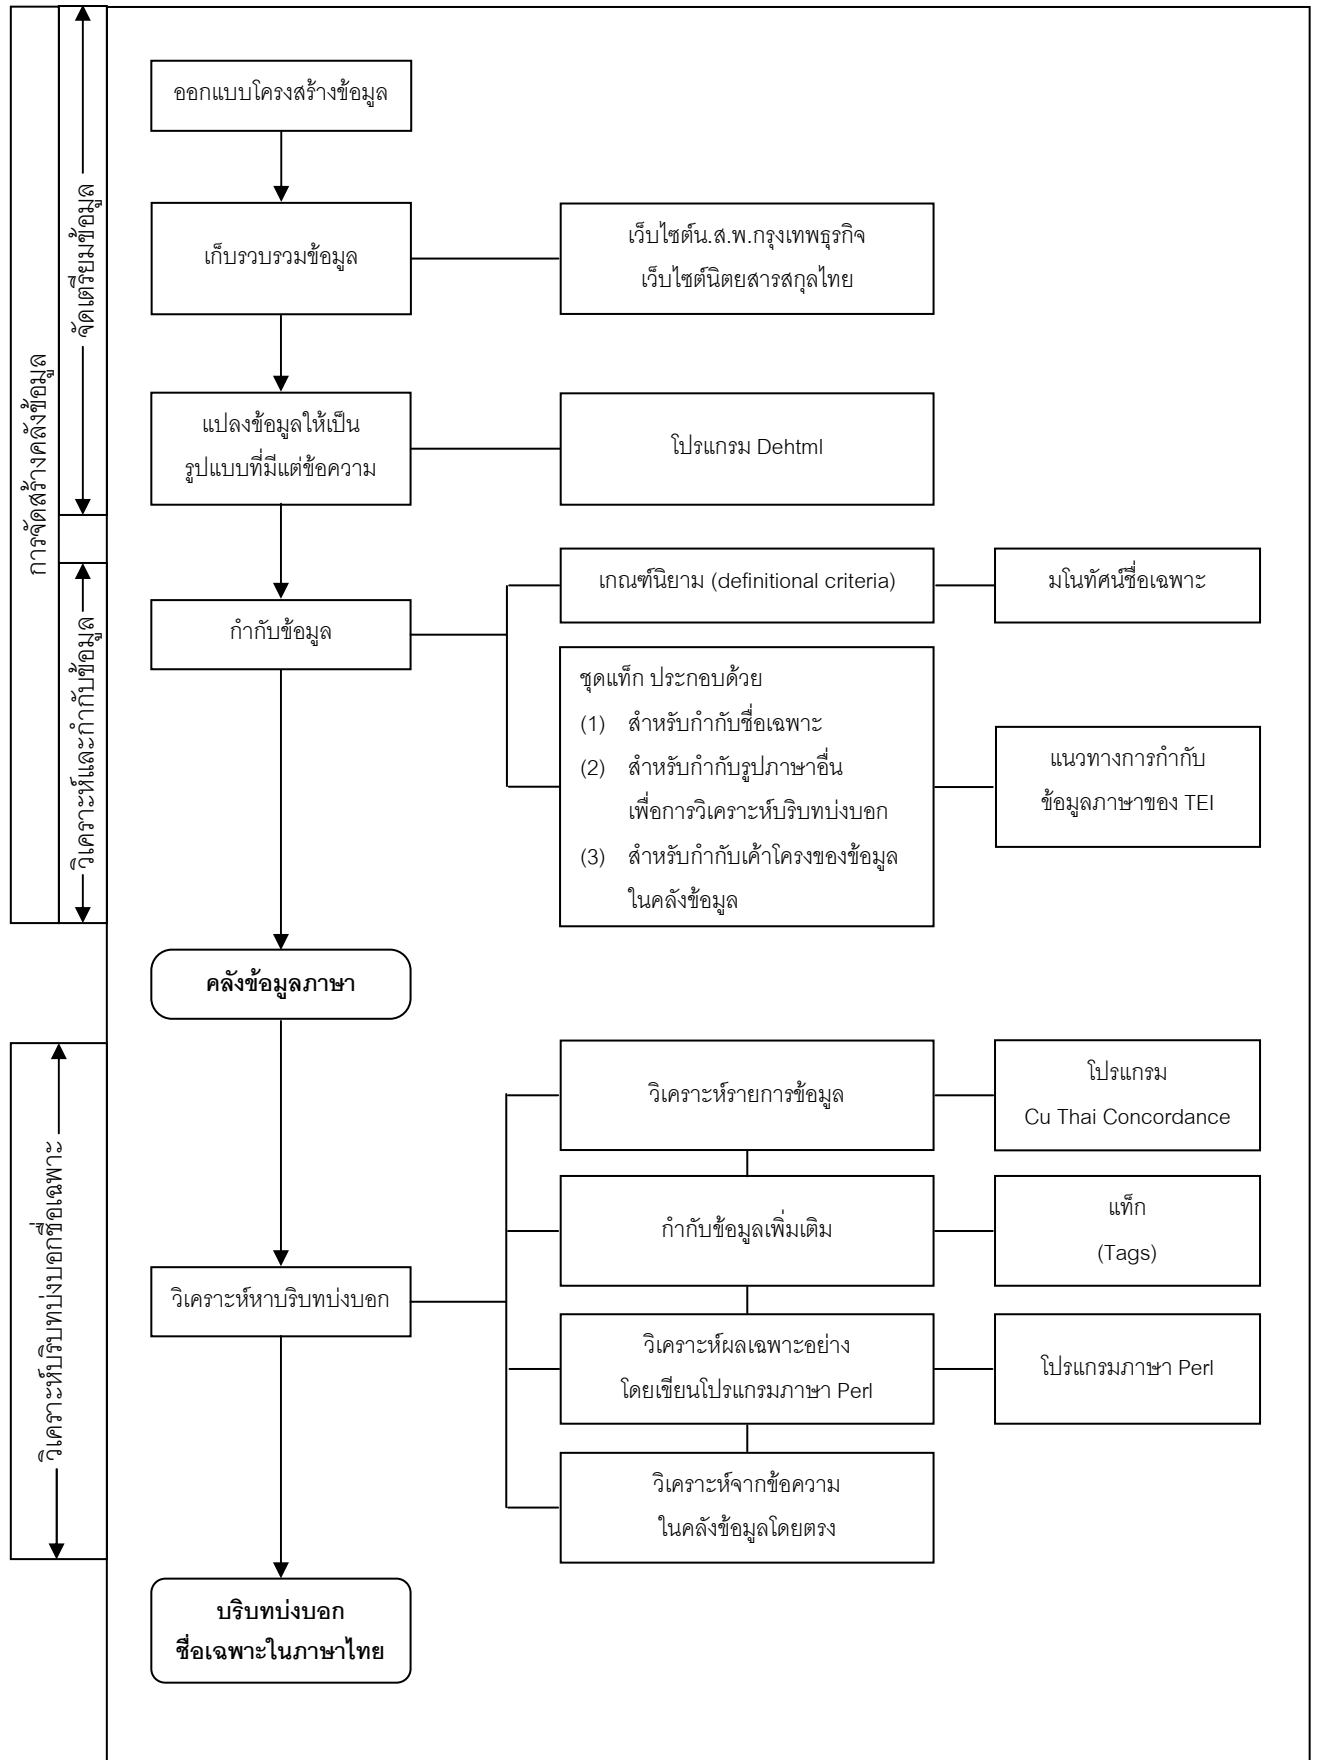 การจัดสร้างคลังข้อมูล
จัดเตรียมข้อมูล
วิเคราะห์และกำกับข้อมูล
ออกแบบโครงสร้างข้อมูล
เก็บรวบรวมข้อมูล
เว็บไซต์น.ส.พ.กรุงเทพธุรกิจ
เว็บไซต์นิตยสารสกุลไทย
แปลงข้อมูลให้เป็น
รูปแบบที่มีแต่ข้อความ
โปรแกรม Dehtml
กำกับข้อมูล
เกณฑ์นิยาม (definitional criteria)
มโนทัศน์ชื่อเฉพาะ
ชุดแท็ก ประกอบด้วย
(1) สำหรับกำกับชื่อเฉพาะ
(2) สำหรับกำกับรูปภาษาอื่น
เพื่อการวิเคราะห์บริบทบ่งบอก
(3) สำหรับกำกับเค้าโครงของข้อมูล
ในคลังข้อมูล
แนวทางการกำกับ
ข้อมูลภาษาของ TEI
คลังข้อมูลภาษา
วิเคราะห์บริบทบ่งบอกชื่อเฉพาะ
วิเคราะห์หาบริบทบ่งบอก
วิเคราะห์รายการข้อมูล
โปรแกรม
Cu Thai Concordance
กำกับข้อมูลเพิ่มเติม
แท็ก
(Tags)
วิเคราะห์ผลเฉพาะอย่าง
โดยเขียนโปรแกรมภาษา Perl
โปรแกรมภาษา Perl
วิเคราะห์จากข้อความ
ในคลังข้อมูลโดยตรง
บริบทบ่งบอก
ชื่อเฉพาะในภาษาไทย